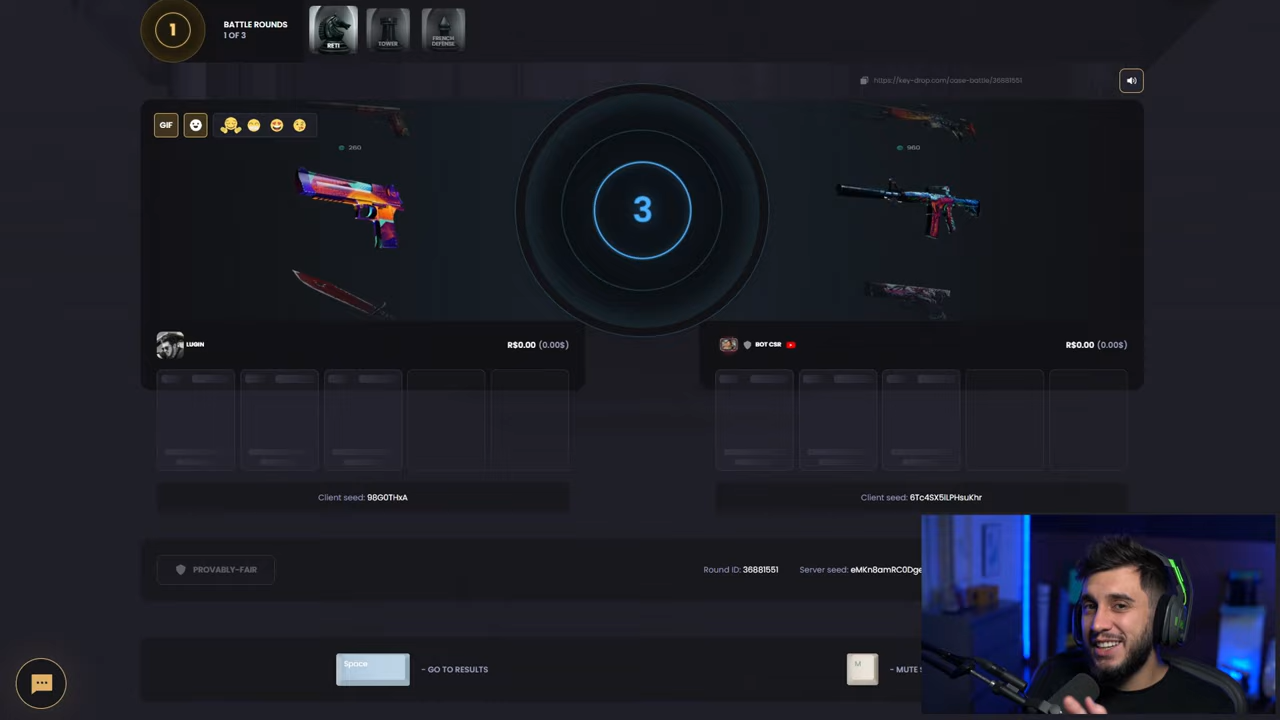 1
BATTLE ROUNDS
1 OF 3
RETI
TOWER
FRENCH
DEFENSE
https://key-drop.com/case-battle/36881551
GIF
260
960
3
LUGIN
R$0.00 (0.00$)
BOT CSR
R$0.00 (0.00$)
Client seed: 98G0THxA
Client seed: 6Tc4SX5iLPHsuKhr
PROVABLY-FAIR
Round ID: 36881551
Server seed: eMKn8amRC0Dge
Space
- GO TO RESULTS
M
- MUTE S